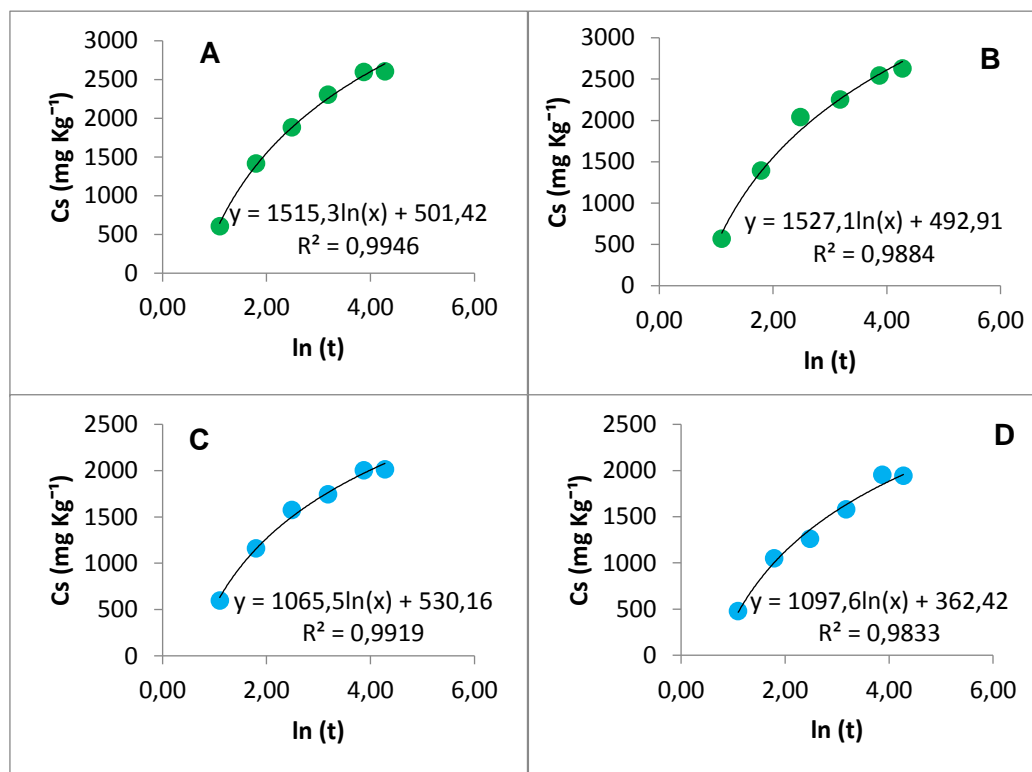 A
Cs (mg Kg⁻¹)
3000
2500
2000
1500
1000
500
0
y = 1515,3ln(x) + 501,42
R² = 0,9946
0,00 2,00 4,00 6,00
ln (t)
B
Cs (mg Kg⁻¹)
3000
2500
2000
1500
1000
500
0
y = 1527,1ln(x) + 492,91
R² = 0,9884
0,00 2,00 4,00 6,00
ln (t)
C
Cs (mg Kg⁻¹)
2500
2000
1500
1000
500
0
y = 1065,5ln(x) + 530,16
R² = 0,9919
0,00 2,00 4,00 6,00
ln (t)
D
Cs (mg Kg⁻¹)
2500
2000
1500
1000
500
0
y = 1097,6ln(x) + 362,42
R² = 0,9833
0,00 2,00 4,00 6,00
ln (t)